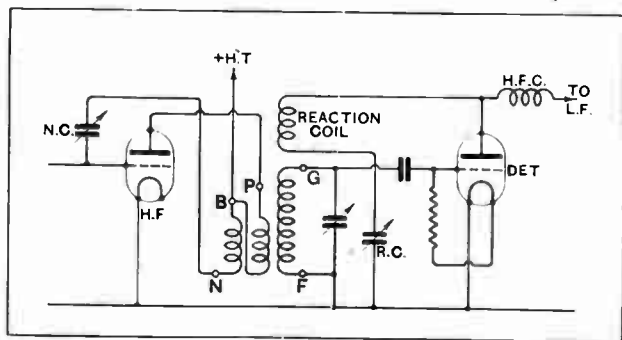 +H.T
H.F.C.
TO
L.F.
REACTION
COIL
N.C.
P
G
DET
H.F
B
R.C.
N
F